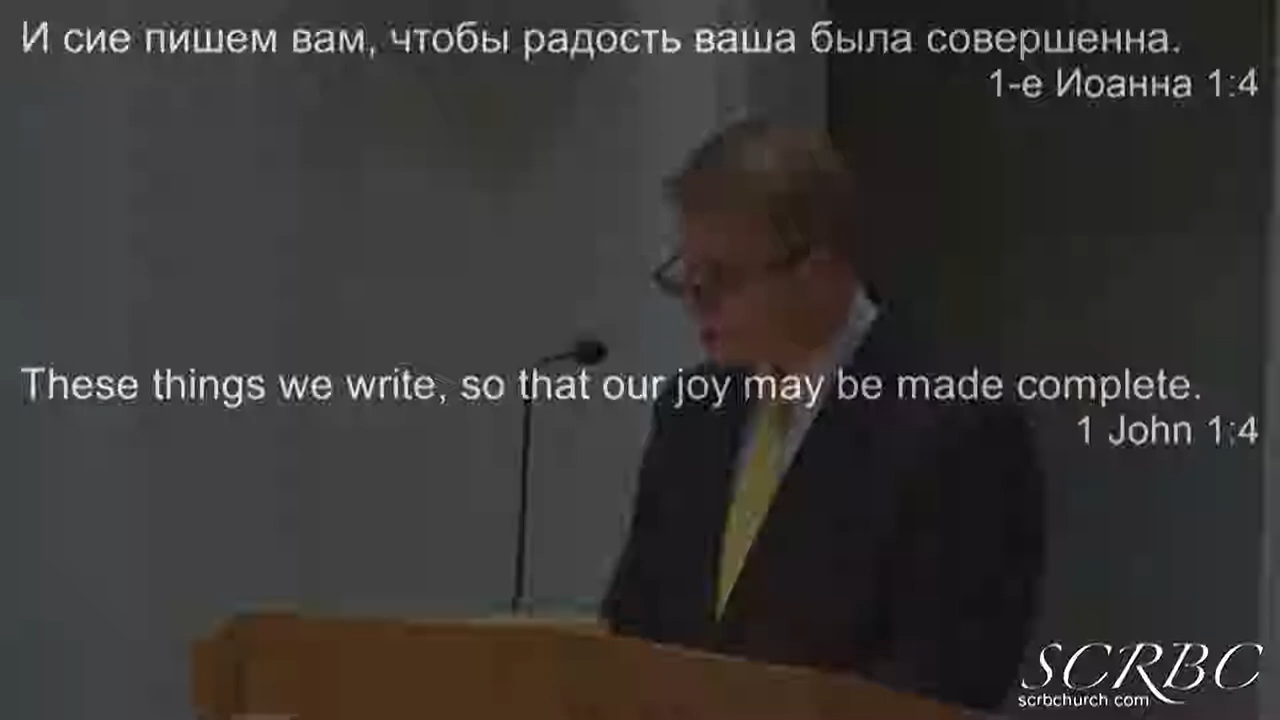 И сие пишем вам, чтобы радость ваша была совершенна.
1-е Иоанна 1:4
These things we write, so that our joy may be made complete.
1 John 1:4
SCRBC
scrbchurch.com